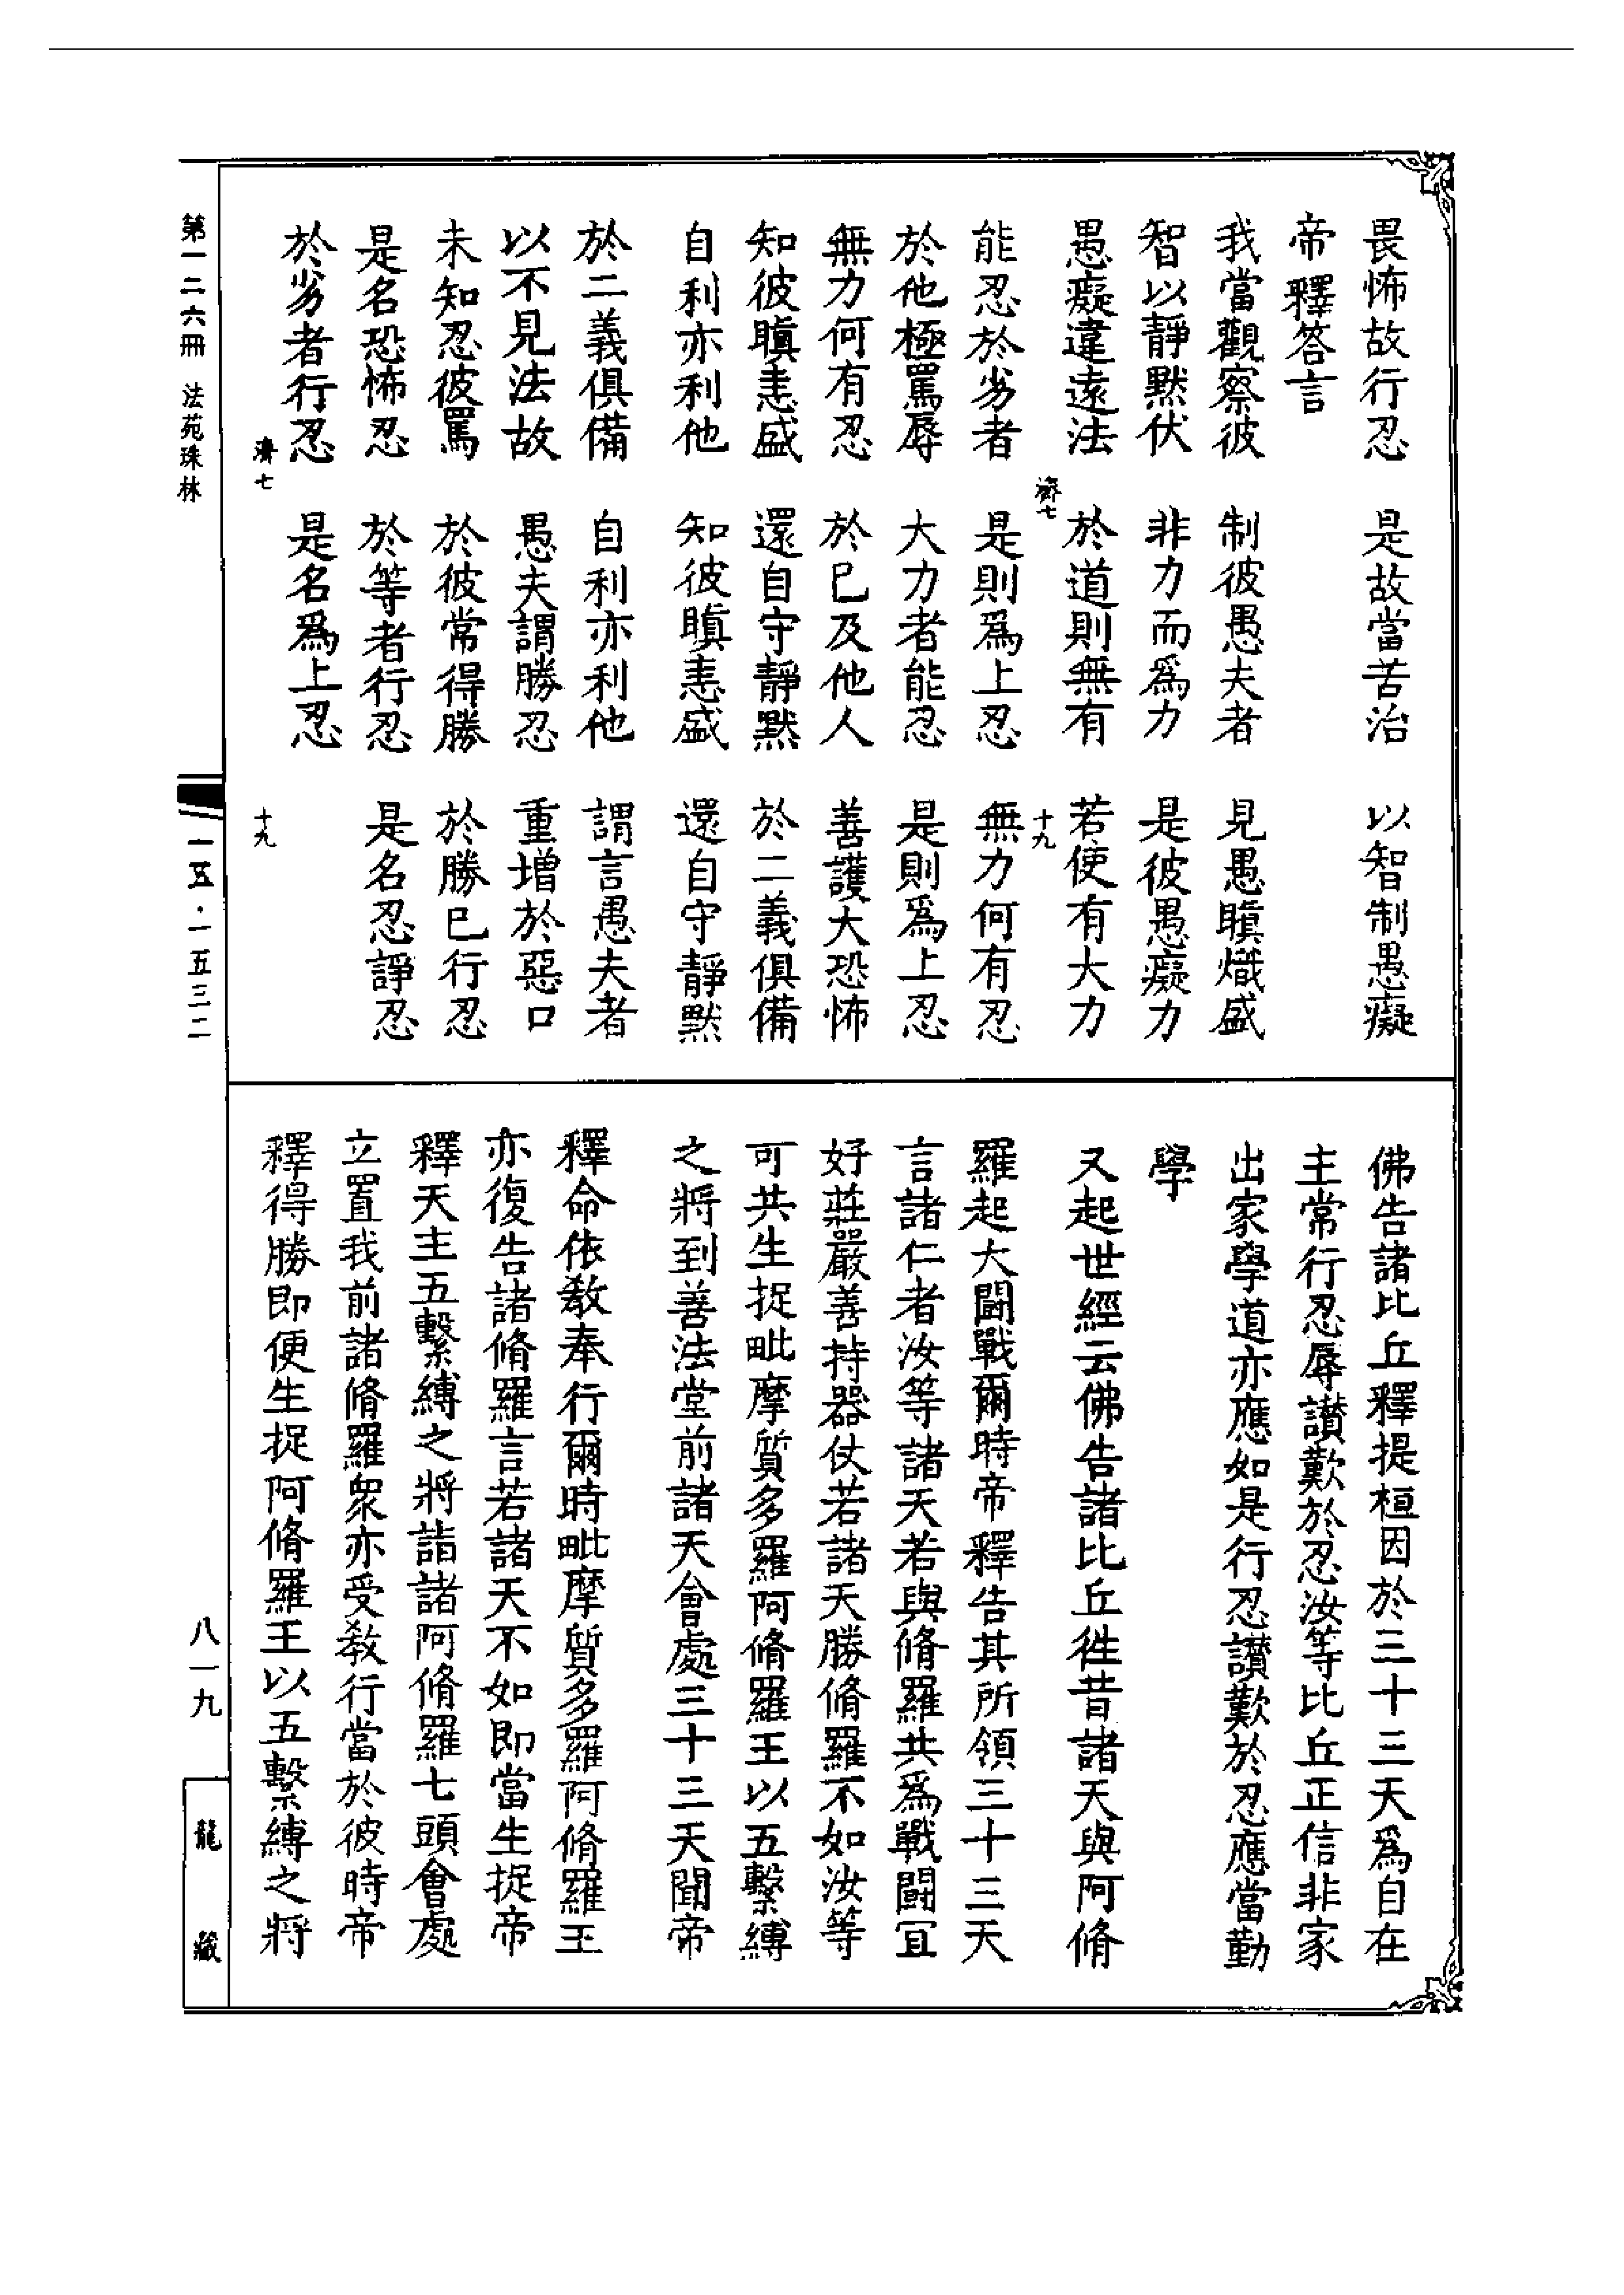 畏怖故行忍　是故當苦治　以智制愚癡
帝釋答言
我當觀察彼　制彼愚夫者　見愚瞋熾盛
智以靜默伏　非力而爲力　是彼愚癡力
愚癡違遠法　於道則無有　若使有大力
濟七　十九
能忍於劣者　是則爲上忍　無力何有忍
於他極罵辱　大力者能忍　是則爲上忍
無力何有忍　於已及他人　善護大恐怖
知彼瞋恚盛　還自守靜默　於二義俱備
自利亦利他　知彼瞋恚盛　還自守靜默
於二義俱備　自利亦利他　謂言愚夫者
以不見法故　愚夫謂勝忍　重增於惡口
未知忍彼罵　於彼常得勝　於勝已行忍
是名恐怖忍　於等者行忍　是名忍諍忍
於劣者行忍　是名爲上忍
濟七　十九
佛告諸比丘釋提桓因於三十三天爲自在
主常行忍辱讃歎於忍汝等比丘正信非家
出家學道亦應如是行忍讃歎於忍應當勤
學
又起世經云佛告諸比丘徃昔諸天與阿脩
羅起大鬪戰爾時帝釋告其所領三十三天
言諸仁者汝等諸天若與脩羅共爲戰鬪冝
好莊嚴善持器仗若諸天勝脩羅不如汝等
可共生捉毗摩質多羅阿脩羅王以五繫縛
之將到善法堂前諸天會處三十三天聞帝
釋命依敎奉行爾時毗摩質多羅阿脩羅王
亦復告諸脩羅言若諸天不如即當生捉帝
釋天主五繫縛之將詣諸阿脩羅七頭會處
立置我前諸脩羅衆亦受敎行當於彼時帝
釋得勝即便生捉阿脩羅王以五繫縛之將
第一二六冊　法苑珠林
一五·一五三二
八一九
龍藏